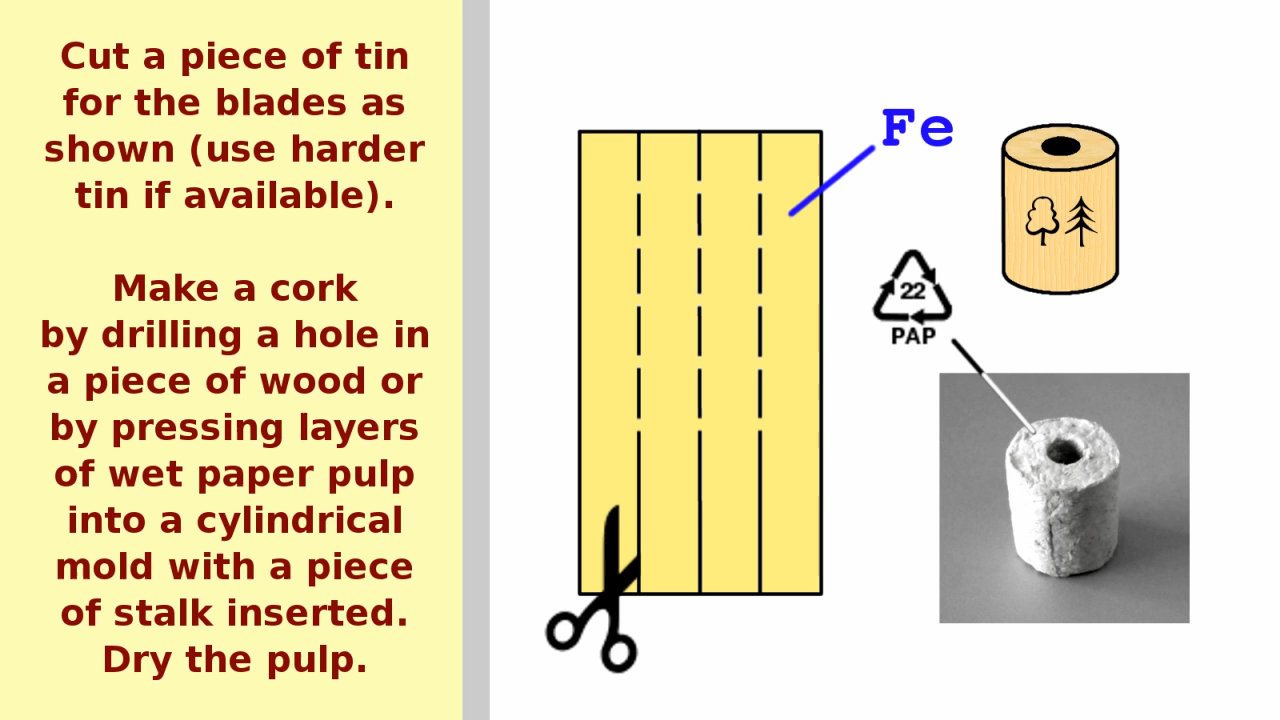 Cut a piece of tin
for the blades as
shown (use harder
tin if available).
Make a cork
by drilling a hole in
a piece of wood or
by pressing layers
of wet paper pulp
into a cylindrical
mold with a piece
of stalk inserted.
Dry the pulp.
Fe
22
PAP